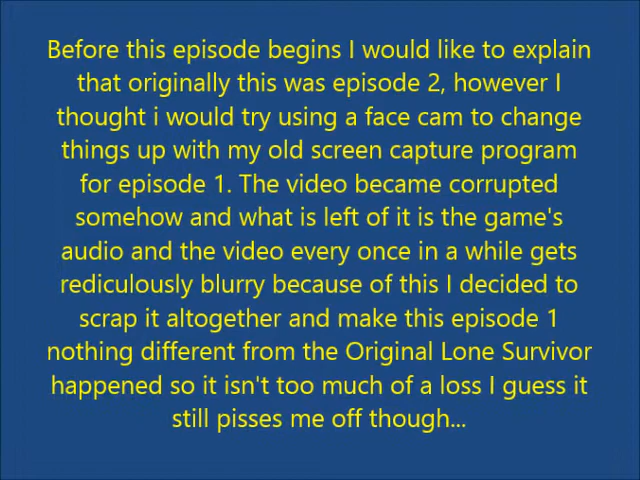 Before this episode begins I would like to explain
that originally this was episode 2, however I
thought i would try using a face cam to change
things up with my old screen capture program
for episode 1. The video became corrupted
somehow and what is left of it is the game's
audio and the video every once in a while gets
rediculously blurry because of this I decided to
scrap it altogether and make this episode 1
nothing different from the Original Lone Survivor
happened so it isn't too much of a loss I guess it
still pisses me off though...